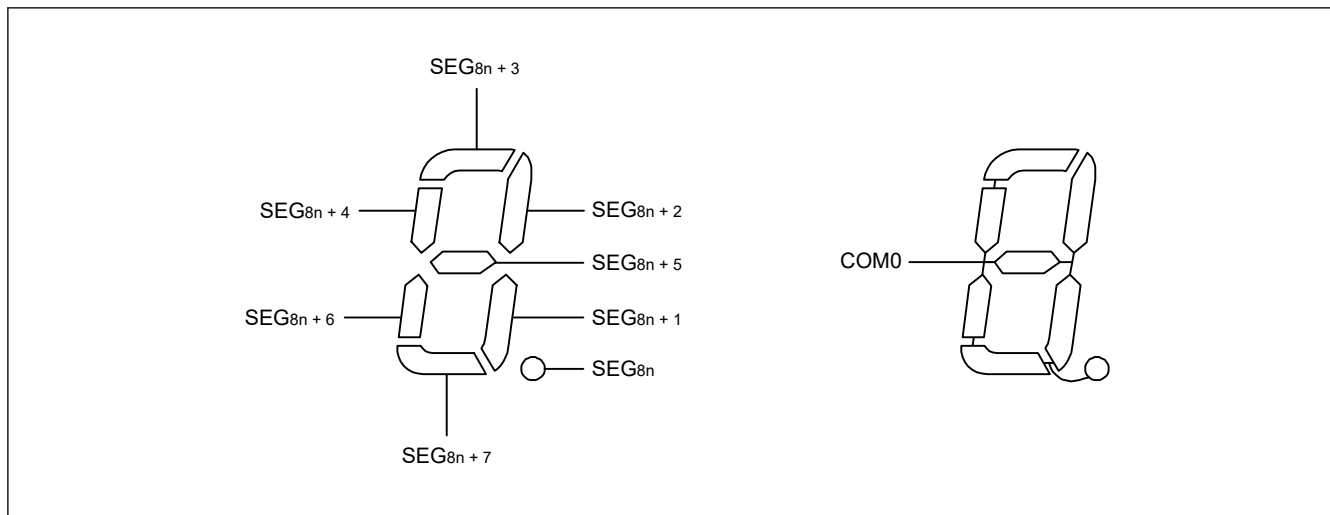 SEG8n + 3
SEG8n + 4
SEG8n + 2
SEG8n + 5
COM0
SEG8n + 6
SEG8n + 1
SEG8n
SEG8n + 7